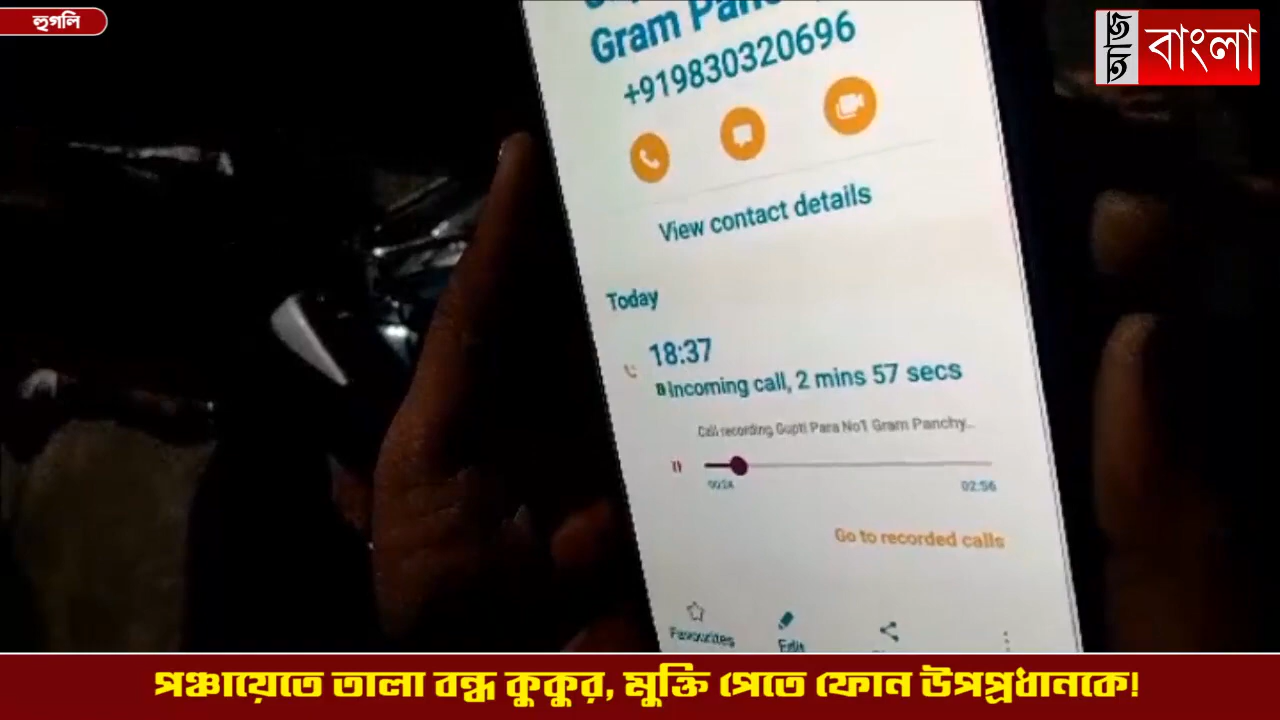 হুগলি
আজ বাংলা
Gram
+919830320696
View contact details
Today
18:37
Incoming call, 2 mins 57 secs
Call recording Gupti Para No1 Gram Panchy...
00:24
02:56
Go to recorded calls
Favourites
Edit
পঞ্চায়েতে তালা বন্ধ কুকুর, মুক্তি পেতে ফোন উপপ্রধানকে!